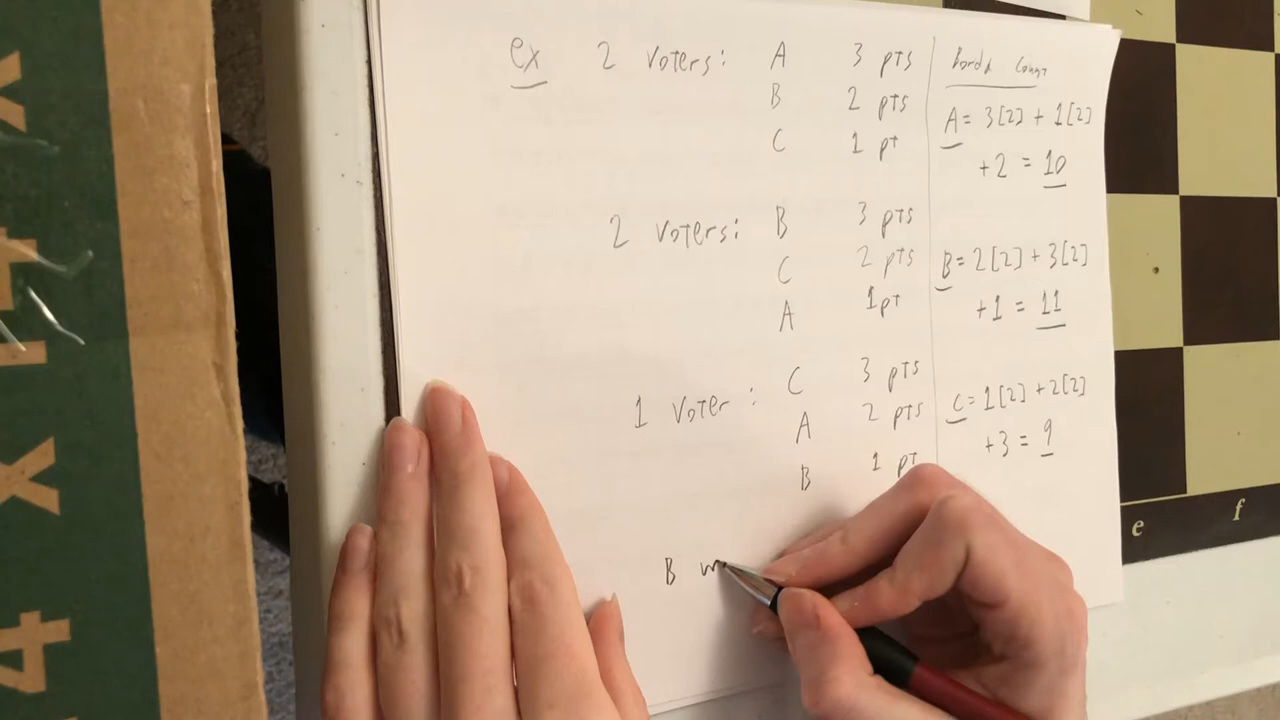 ex 2 voters: A 3 pts
B 2 pts
C 1 pt
2 voters: B 3 pts
C 2 pts
A 1 pt
1 voter: C 3 pts
A 2 pts
B 1 pt
B w
Borda Count
A = 3[2] + 1[2]
+2 = 10
B = 2[2] + 3[2]
+1 = 11
C = 1[2] + 2[2]
+3 = 9
e f
4 X 14